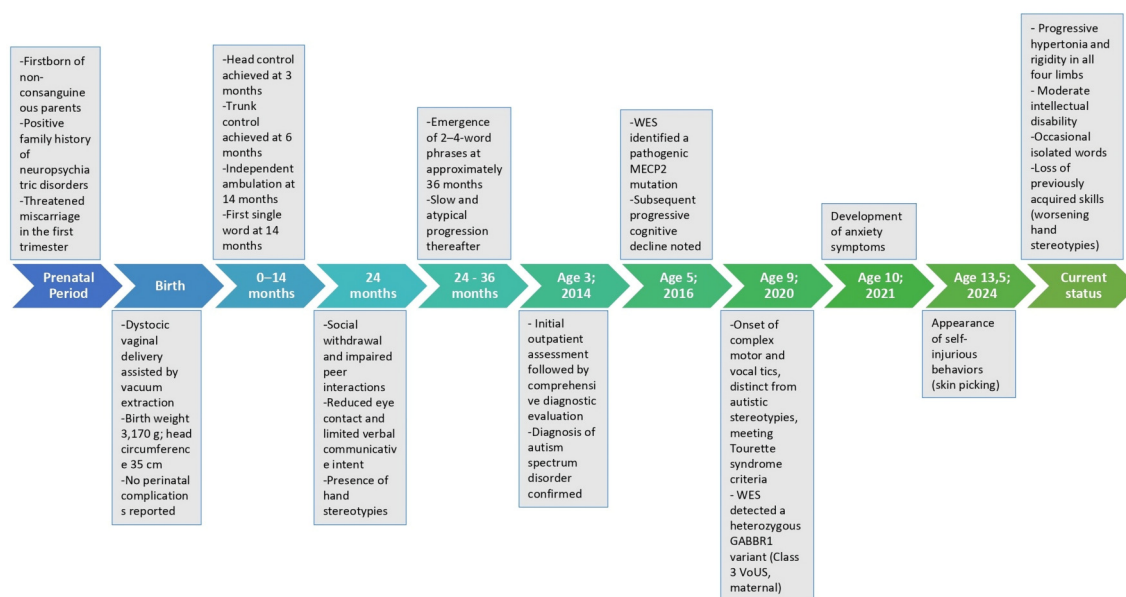 -Firstborn of
non-
consanguine
ous parents
-Positive
family history
of
neuropsychia
tric disorders
-Threatened
miscarriage
in the first
trimester
-Head control
achieved at 3
months
-Trunk
control
achieved at 6
months
-Independent
ambulation at
14 months
-First single
word at 14
months
-Emergence
of 2–4-word
phrases at
approximately
36 months
-Slow and
atypical
progression
thereafter
-WES
identified a
pathogenic
MECP2
mutation
-Subsequent
progressive
cognitive
decline noted
Development
of anxiety
symptoms
- Progressive
hypertonia and
rigidity in all
four limbs
- Moderate
intellectual
disability
-Occasional
isolated words
-Loss of
previously
acquired skills
(worsening
hand
stereotypies)
Prenatal
Period
Birth
0–14
months
24
months
24 - 36
months
Age 3;
2014
Age 5;
2016
Age 9;
2020
Age 10;
2021
Age 13,5;
2024
Current
status
-Dystocic
vaginal
delivery
assisted by
vacuum
extraction
-Birth weight
3,170 g; head
circumferenc
e 35 cm
-No perinatal
complication
s reported
-Social
withdrawal
and impaired
peer
interactions
-Reduced eye
contact and
limited verbal
communicativ
e intent
-Presence of
hand
stereotypies
- Initial
outpatient
assessment
followed by
comprehensi
ve diagnostic
evaluation
-Diagnosis of
autism
spectrum
disorder
confirmed
-Onset of
complex
motor and
vocal tics,
distinct from
autistic
stereotypies,
meeting
Tourette
syndrome
criteria
- WES
detected a
heterozygous
GABBR1
variant (Class
3 VoUS,
maternal)
Appearance
of self-
injurious
behaviors
(skin picking)